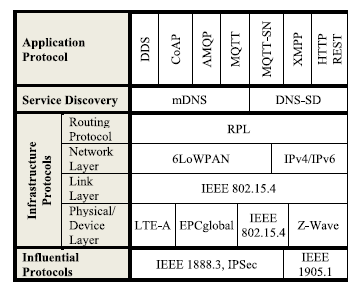 Application Protocol
DDS
CoAP
AMQP
MQTT
MQTT-SN
XMPP
HTTP REST
Service Discovery
mDNS
DNS-SD
Infrastructure Protocols
Routing Protocol
RPL
Network Layer
6LoWPAN
IPv4/IPv6
Link Layer
IEEE 802.15.4
Physical/ Device Layer
LTE-A
EPCglobal
IEEE 802.15.4
Z-Wave
Influential Protocols
IEEE 1888.3, IPSec
IEEE 1905.1